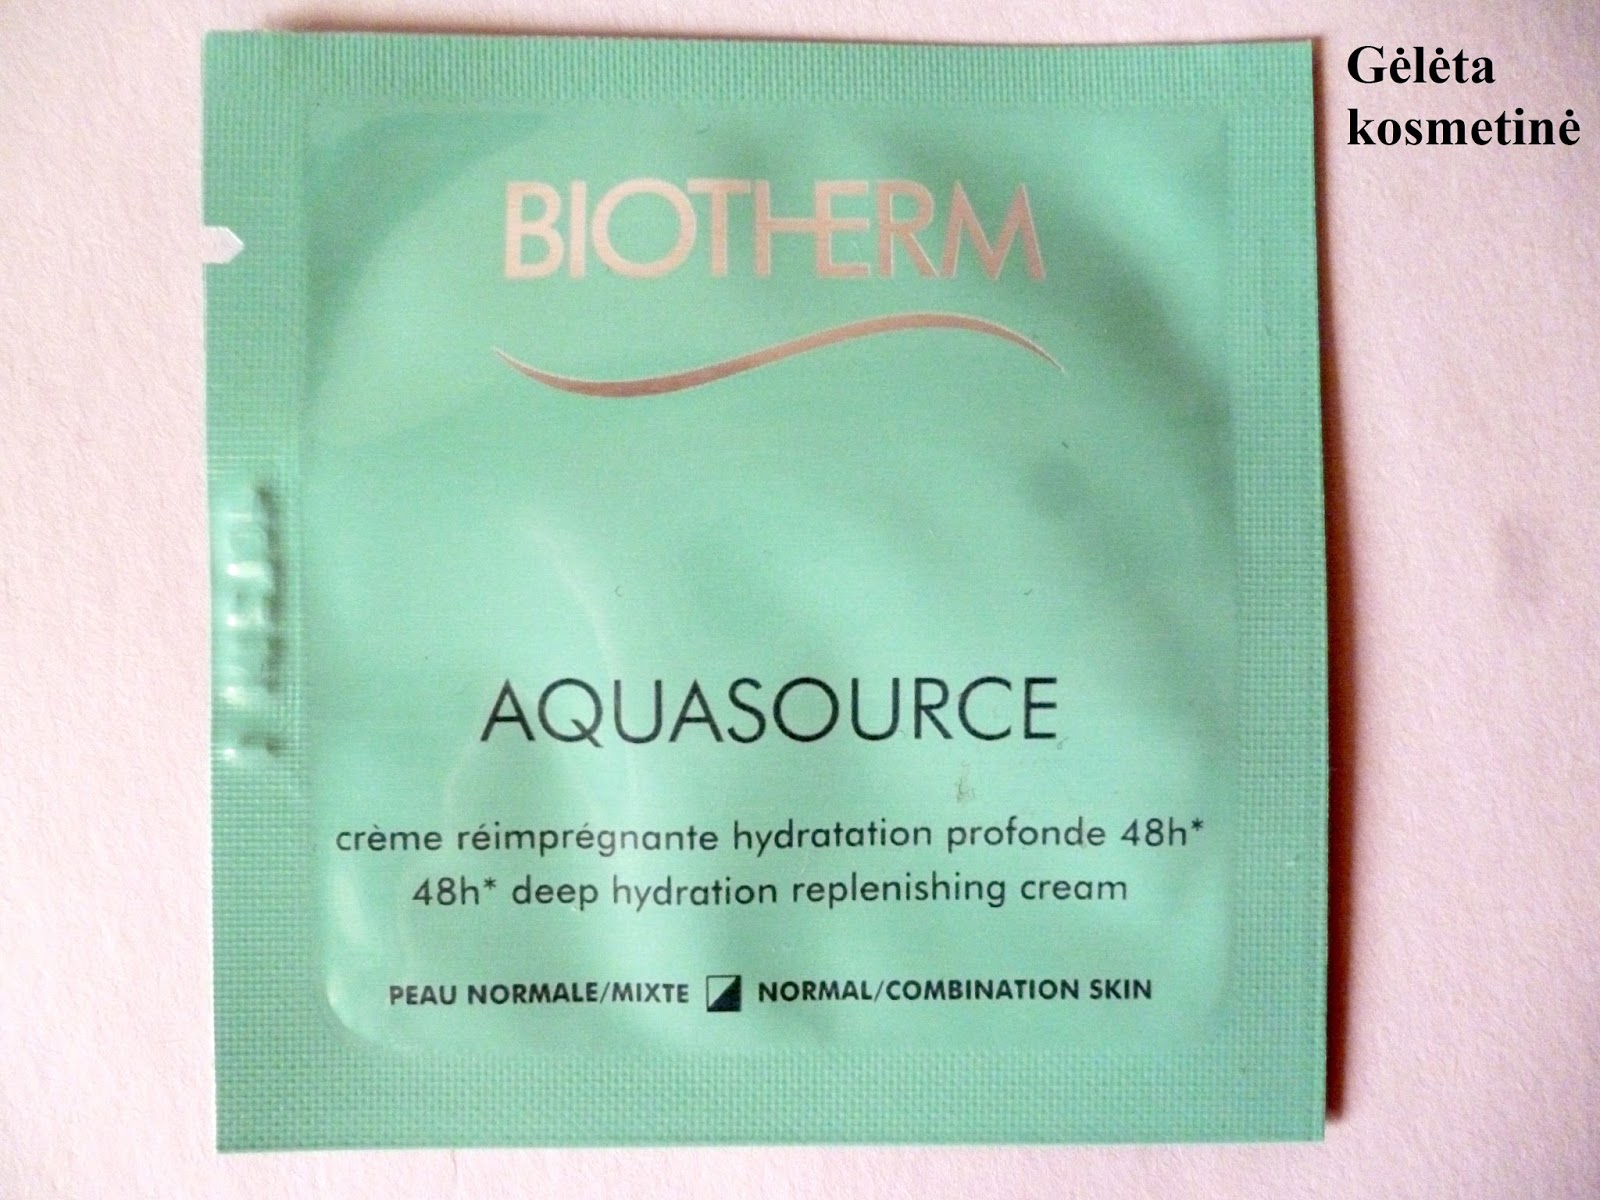 Gėlėta
kosmetinė
BIOTHERM
AQUASOURCE
crème réimprégnante hydratation profonde 48h*
48h* deep hydration replenishing cream
PEAU NORMALE/MIXTE NORMAL/COMBINATION SKIN